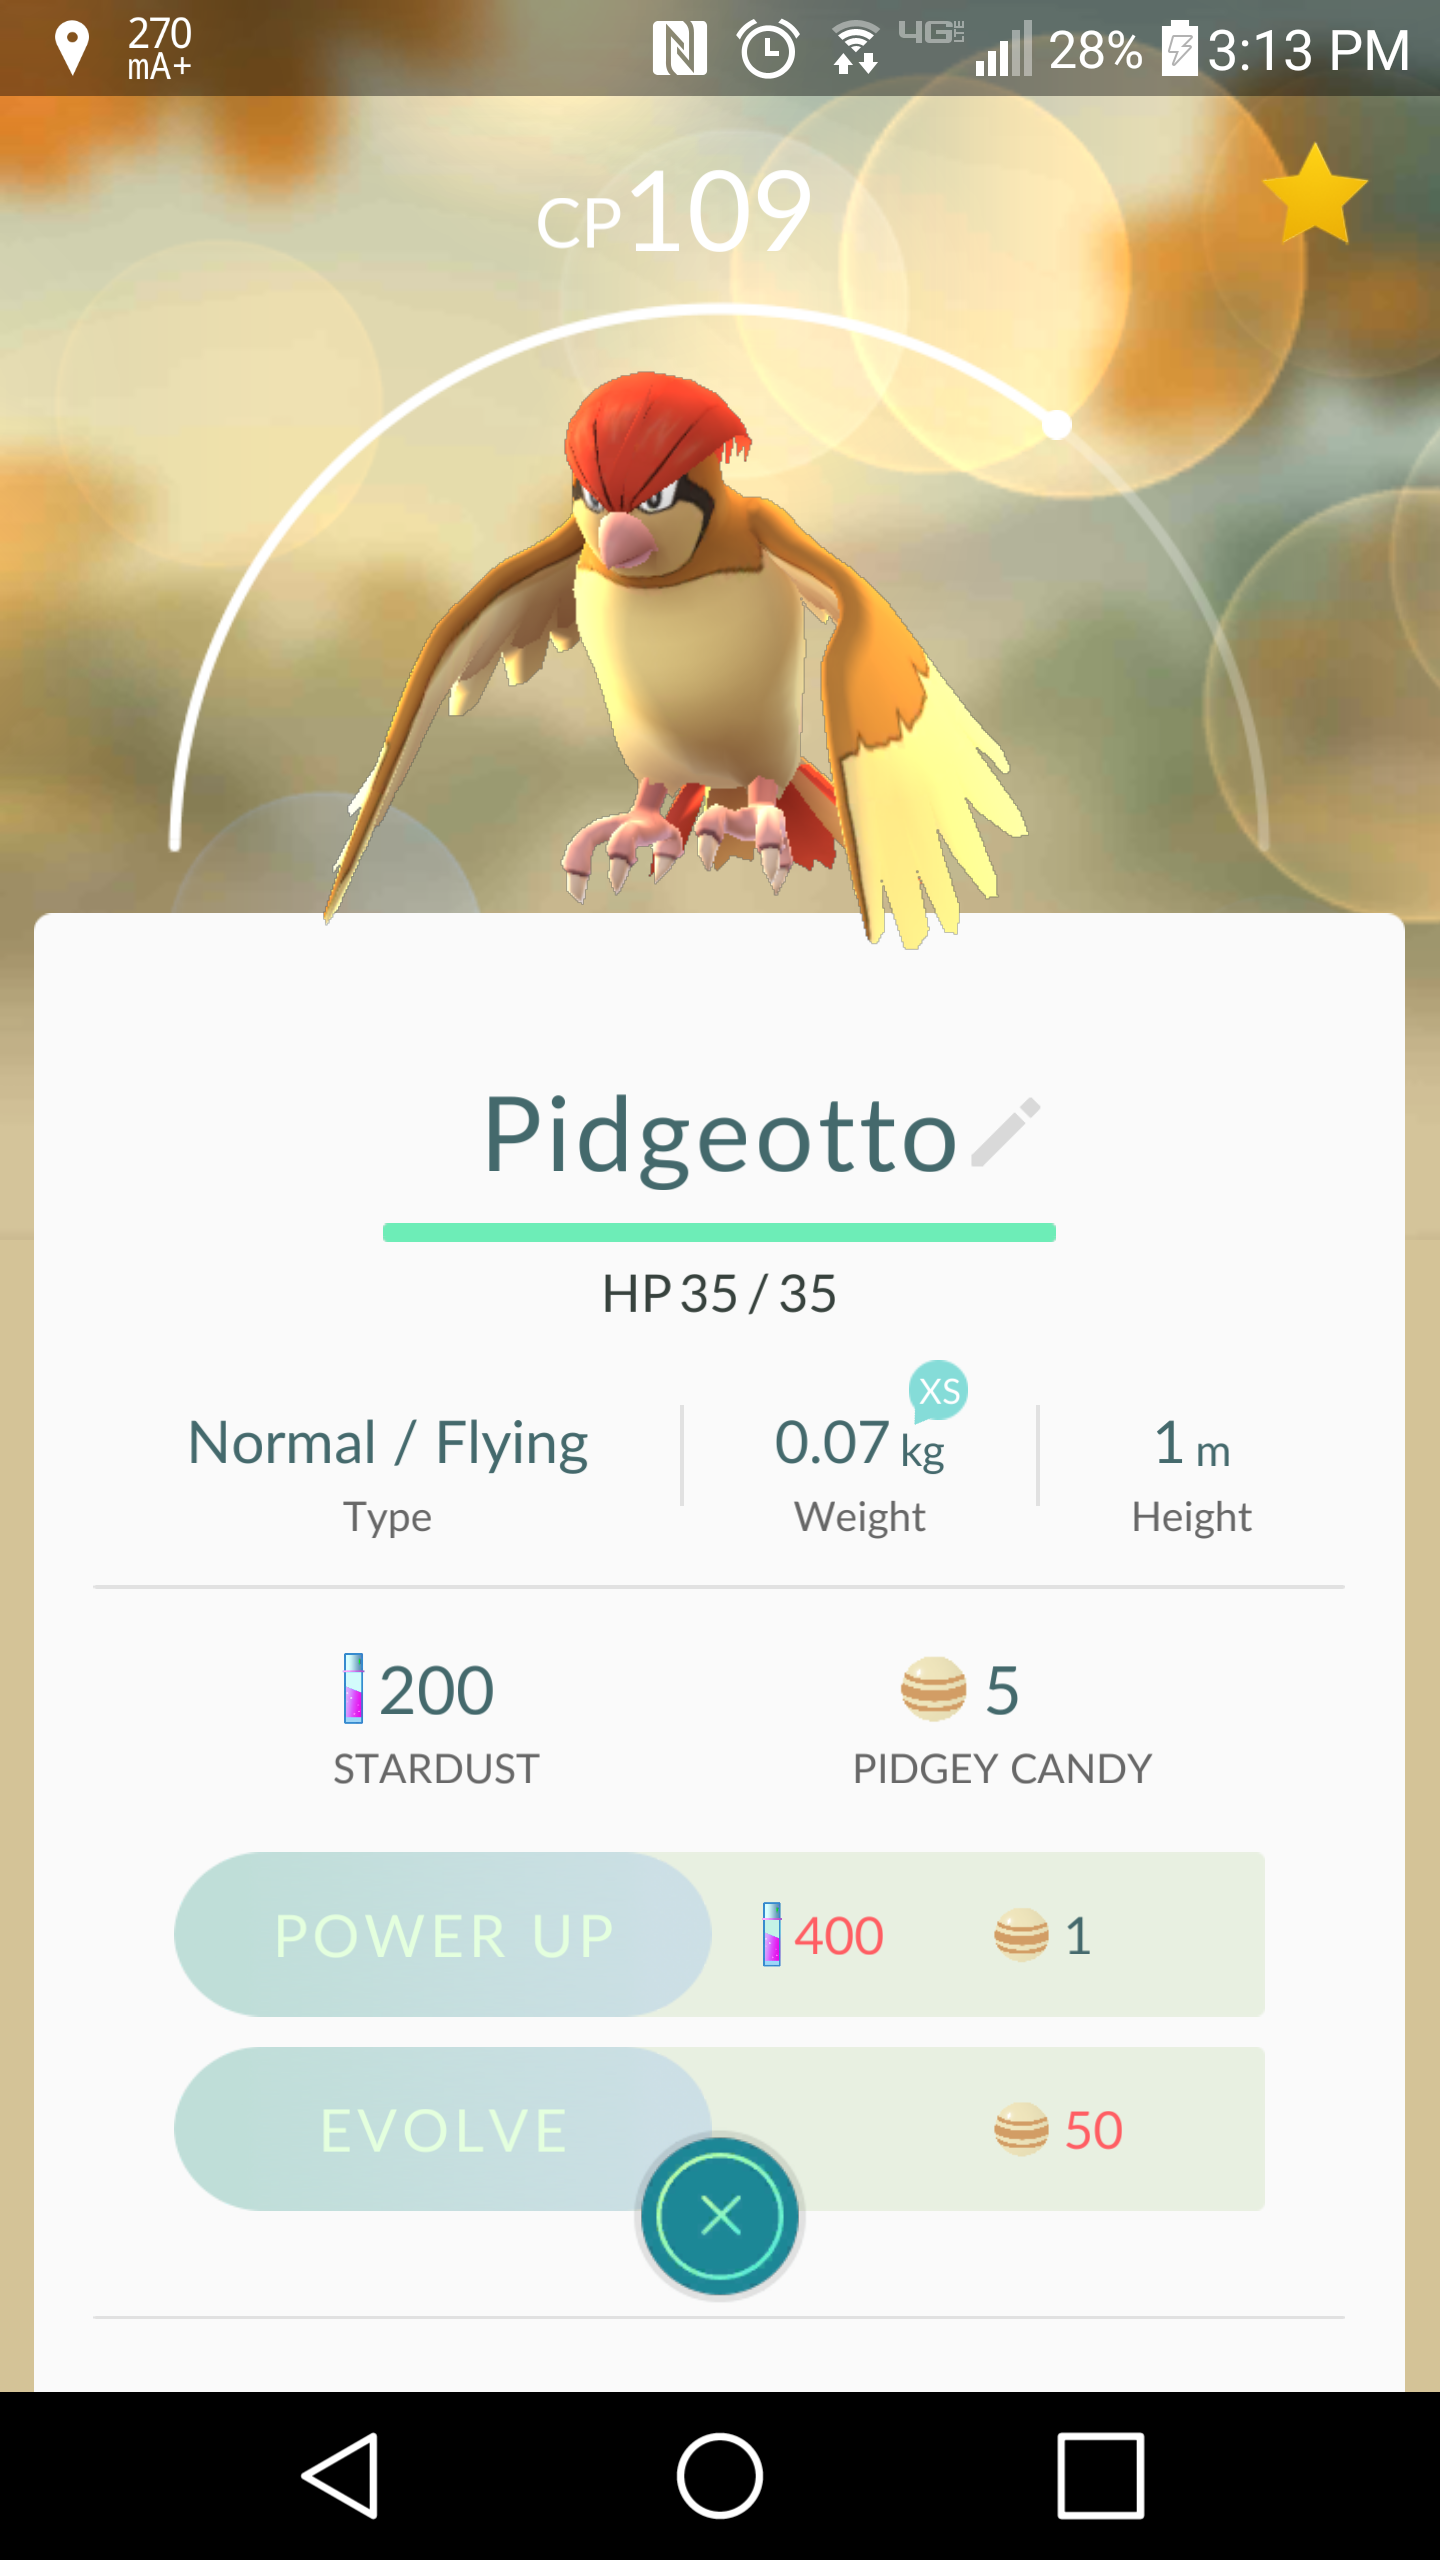 270
mA+
4G LTE
28%
3:13 PM
CP109
Pidgeotto
HP 35 / 35
Normal / Flying
Type
XS
0.07 kg
Weight
1 m
Height
200
STARDUST
5
PIDGEY CANDY
POWER UP
400
1
EVOLVE
50